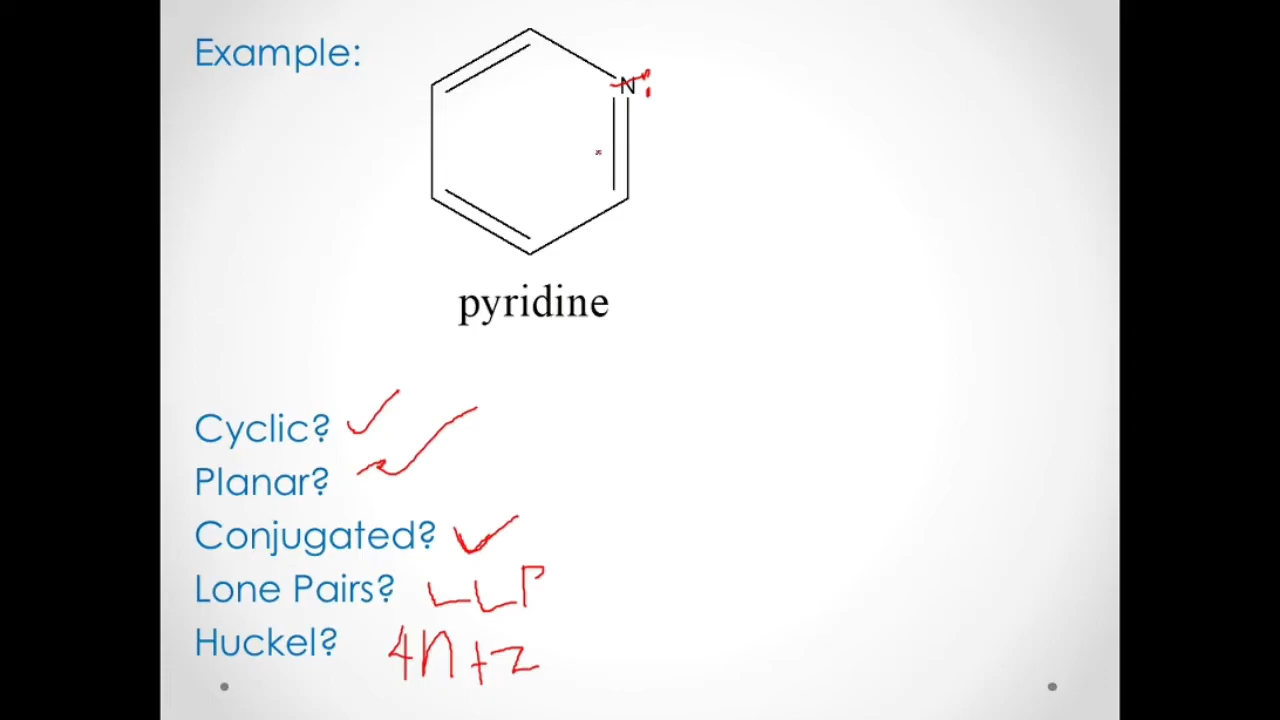 Example:
N
pyridine
Cyclic?
Planar?
Conjugated?
Lone Pairs? LLP
Huckel? 4n+2